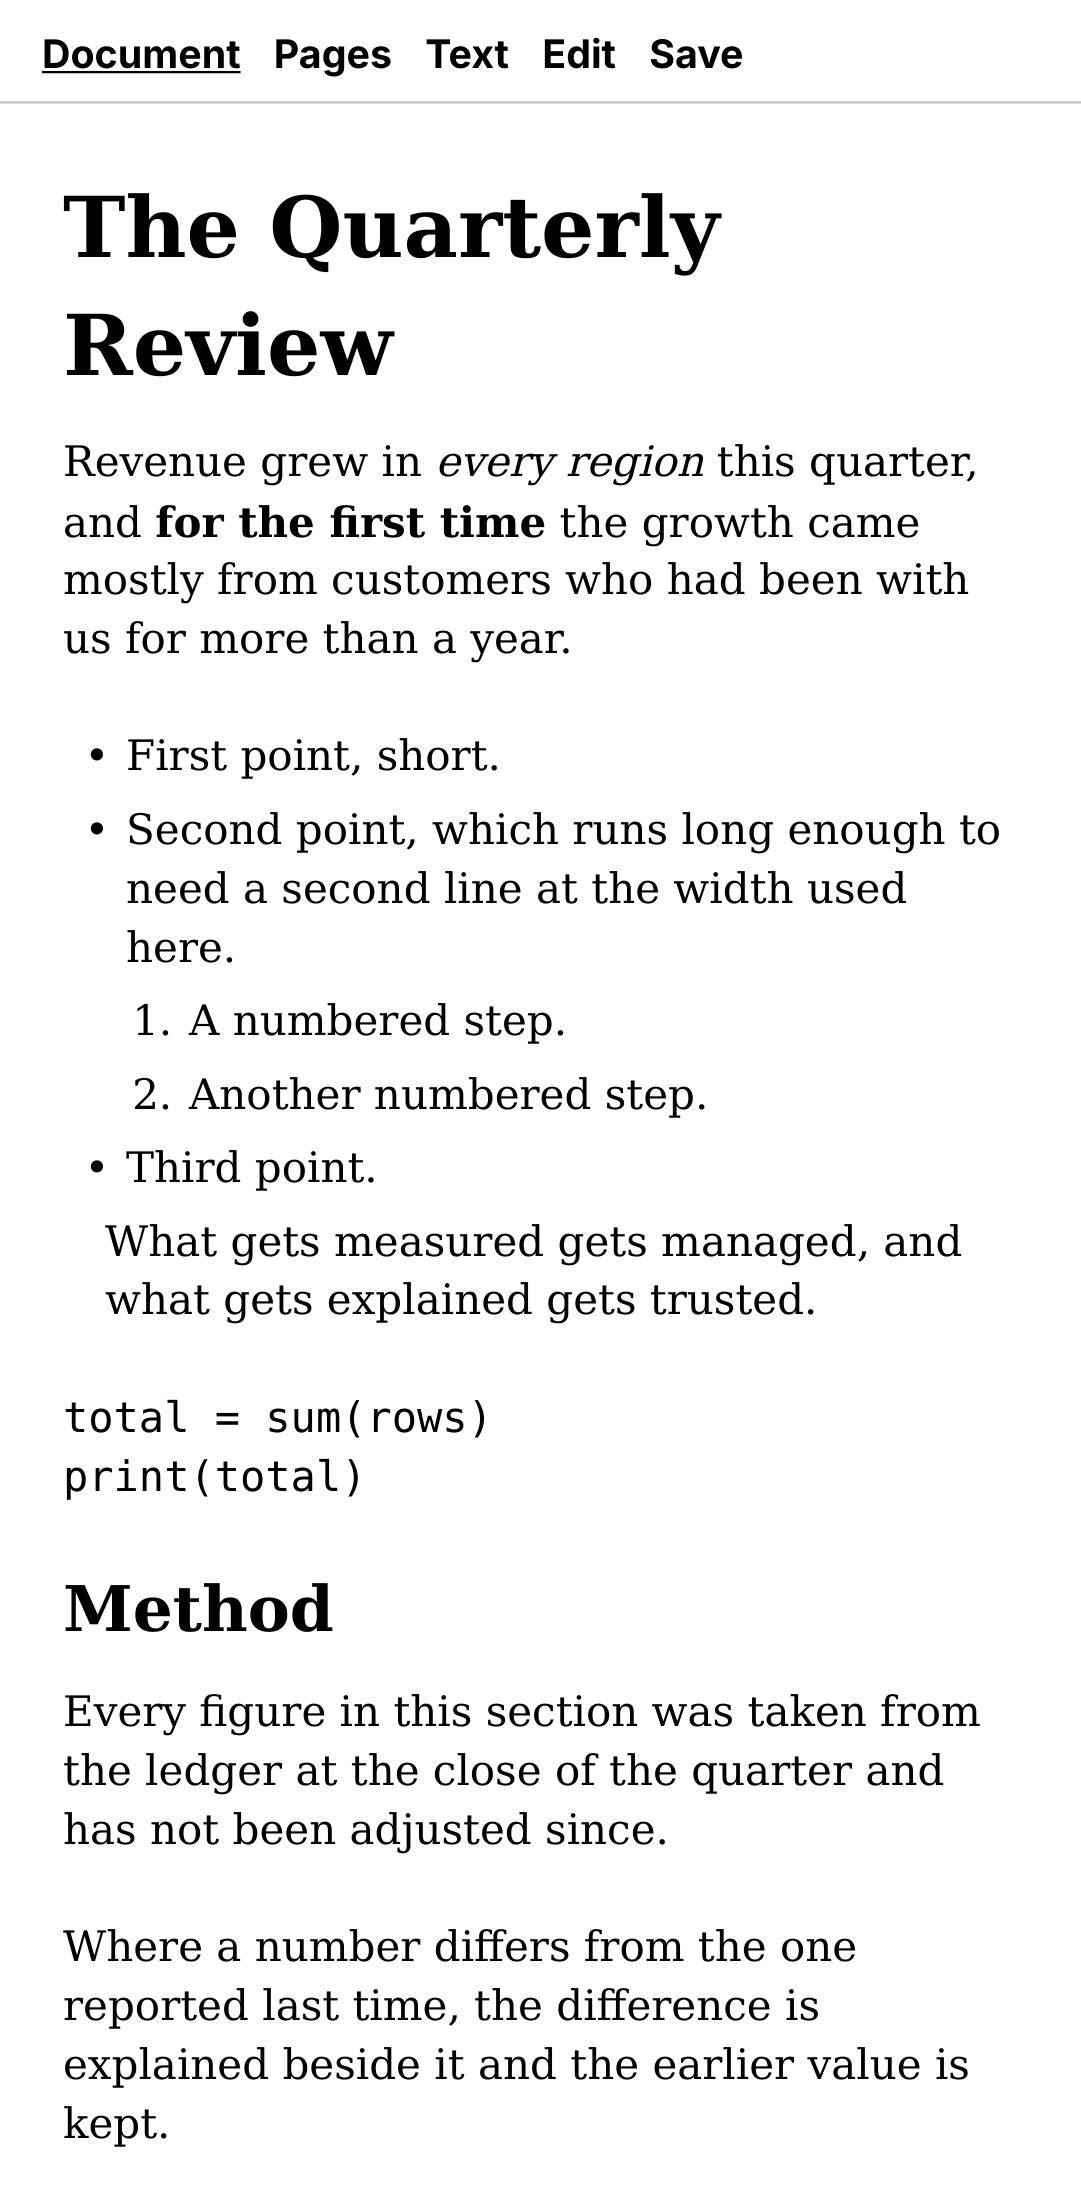 Document Pages Text Edit Save
The Quarterly
Review
Revenue grew in every region this quarter,
and for the first time the growth came
mostly from customers who had been with
us for more than a year.
• First point, short.
• Second point, which runs long enough to
need a second line at the width used
here.
1. A numbered step.
2. Another numbered step.
• Third point.
What gets measured gets managed, and
what gets explained gets trusted.
total = sum(rows)
print(total)
Method
Every figure in this section was taken from
the ledger at the close of the quarter and
has not been adjusted since.
Where a number differs from the one
reported last time, the difference is
explained beside it and the earlier value is
kept.